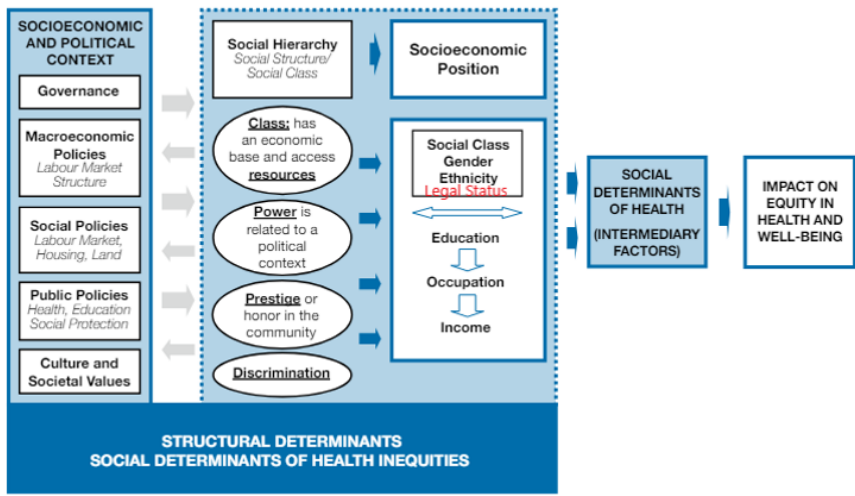 SOCIOECONOMIC
AND POLITICAL
CONTEXT
Governance
Macroeconomic
Policies
Labour Market
Structure
Social Policies
Labour Market,
Housing, Land
Public Policies
Health, Education
Social Protection
Culture and
Societal Values
Social Hierarchy
Social Structure/
Social Class
Class: has
an economic
base and access
resources
Power is
related to a
political
context
Prestige or
honor in the
community
Discrimination
Socioeconomic
Position
Social Class
Gender
Ethnicity
Legal Status
Education
Occupation
Income
SOCIAL
DETERMINANTS
OF HEALTH
(INTERMEDIARY
FACTORS)
IMPACT ON
EQUITY IN
HEALTH AND
WELL-BEING
STRUCTURAL DETERMINANTS
SOCIAL DETERMINANTS OF HEALTH INEQUITIES